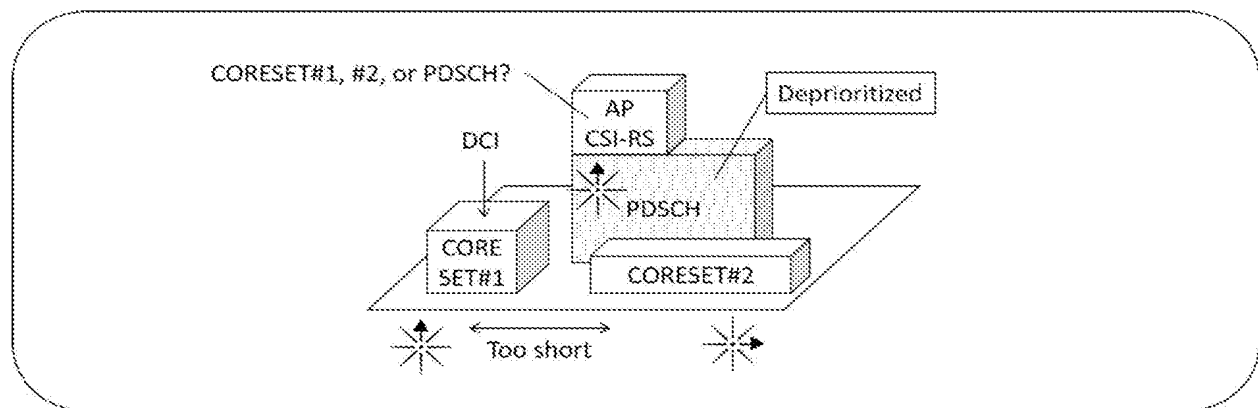 CORESET#1, #2, or PDSCH?
AP
CSI-RS
Deprioritized
DCI
PDSCH
CORE
SET#1
CORESET#2
Too short